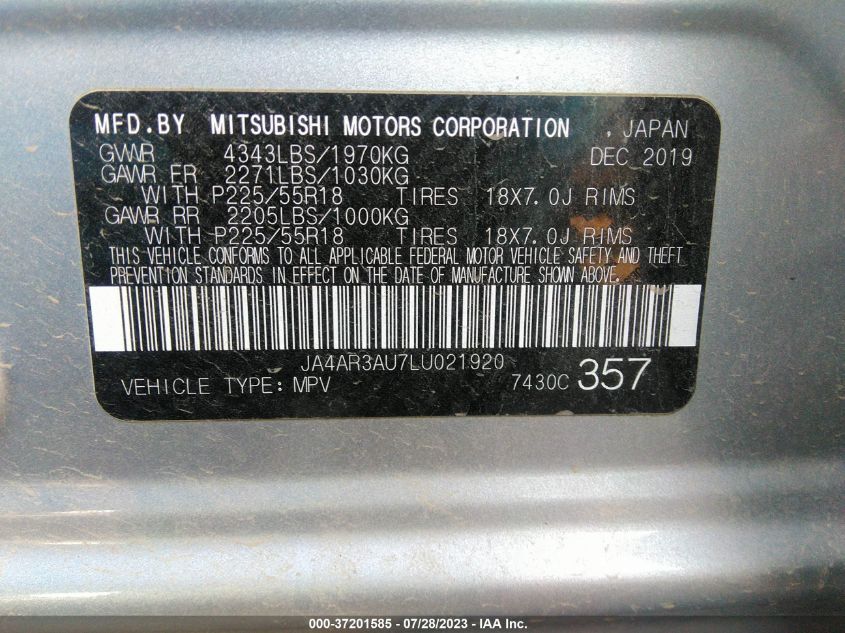 MFD.BY MITSUBISHI MOTORS CORPORATION , JAPAN
GVWR 4343LBS/1970KG DEC 2019
GAWR FR 2271LBS/1030KG
WITH P225/55R18 TIRES 18X7.0J RIMS
GAWR RR 2205LBS/1000KG
WITH P225/55R18 TIRES 18X7.0J RIMS
THIS VEHICLE CONFORMS TO ALL APPLICABLE FEDERAL MOTOR VEHICLE SAFETY AND THEFT
PREVENTION STANDARDS IN EFFECT ON THE DATE OF MANUFACTURE SHOWN ABOVE.
JA4AR3AU7LU021920
VEHICLE TYPE: MPV 7430C 357
000-37201585 - 07/28/2023 - IAA Inc.